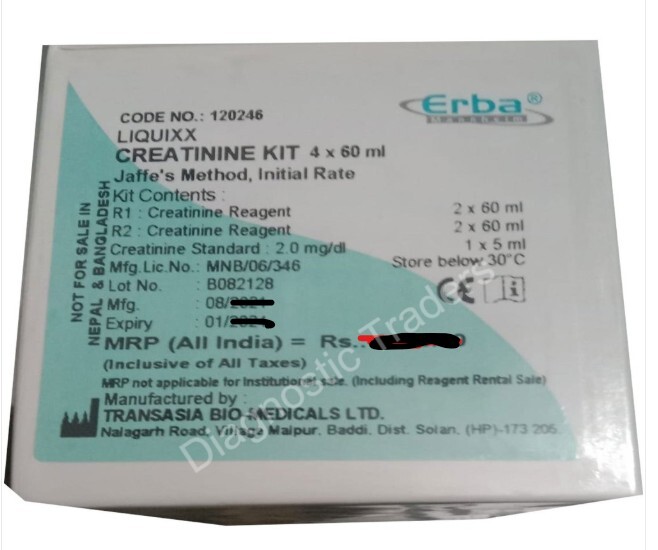 Erba®
Mannheim
CODE NO.: 120246
LIQUIXX
CREATININE KIT 4 x 60 ml
Jaffe's Method, Initial Rate
Kit Contents :
R1 : Creatinine Reagent 2 x 60 ml
R2 : Creatinine Reagent 2 x 60 ml
Creatinine Standard : 2.0 mg/dl 1 x 5 ml
Mfg.Lic.No.: MNB/06/346 Store below 30°C
Lot No. : B082128
Mfg. : 08/
Expiry : 01/
MRP (All India) = Rs..
(Inclusive of All Taxes)
MRP not applicable for Institutional sale. (Including Reagent Rental Sale)
Manufactured by :
TRANSASIA BIO-MEDICALS LTD.
Nalagarh Road, Village Malpur, Baddi, Dist. Solan, (HP)-173 205
NOT FOR SALE IN
NEPAL & BANGLADESH
CE
Diagnostic Traders